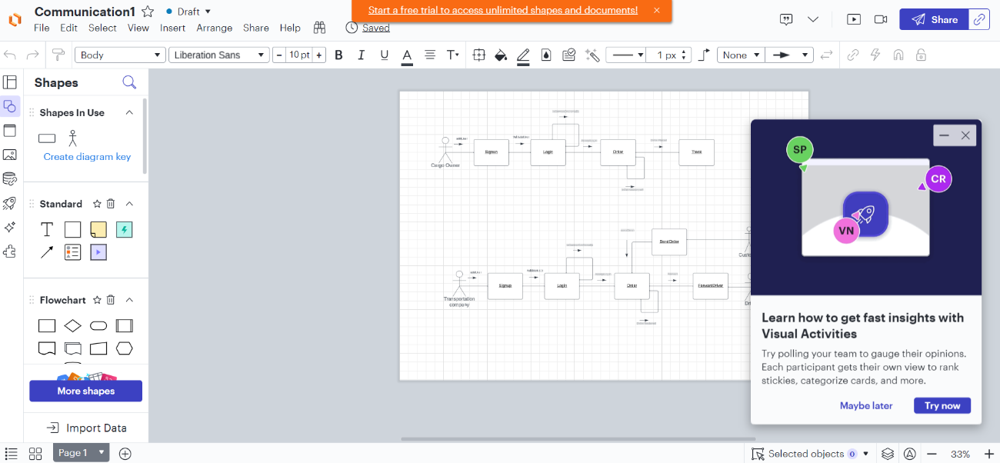 Communication1
Draft
Start a free trial to access unlimited shapes and documents!
File Edit Select View Insert Arrange Share Help
Saved
Share
Body
Liberation Sans
10 pt
B I U A T
1 px
None
Shapes
Shapes In Use
Create diagram key
Standard
T
Flowchart
More shapes
Import Data
Cargo Owner
Signup
Login
Order
Track
SendOrder
Transportation
company
Signup
Login
Order
ForwardDriver
SP
CR
VN
Learn how to get fast insights with
Visual Activities
Try polling your team to gauge their opinions.
Each participant gets their own view to rank
stickies, categorize cards, and more.
Maybe later
Try now
Page 1
Selected objects 0
33%